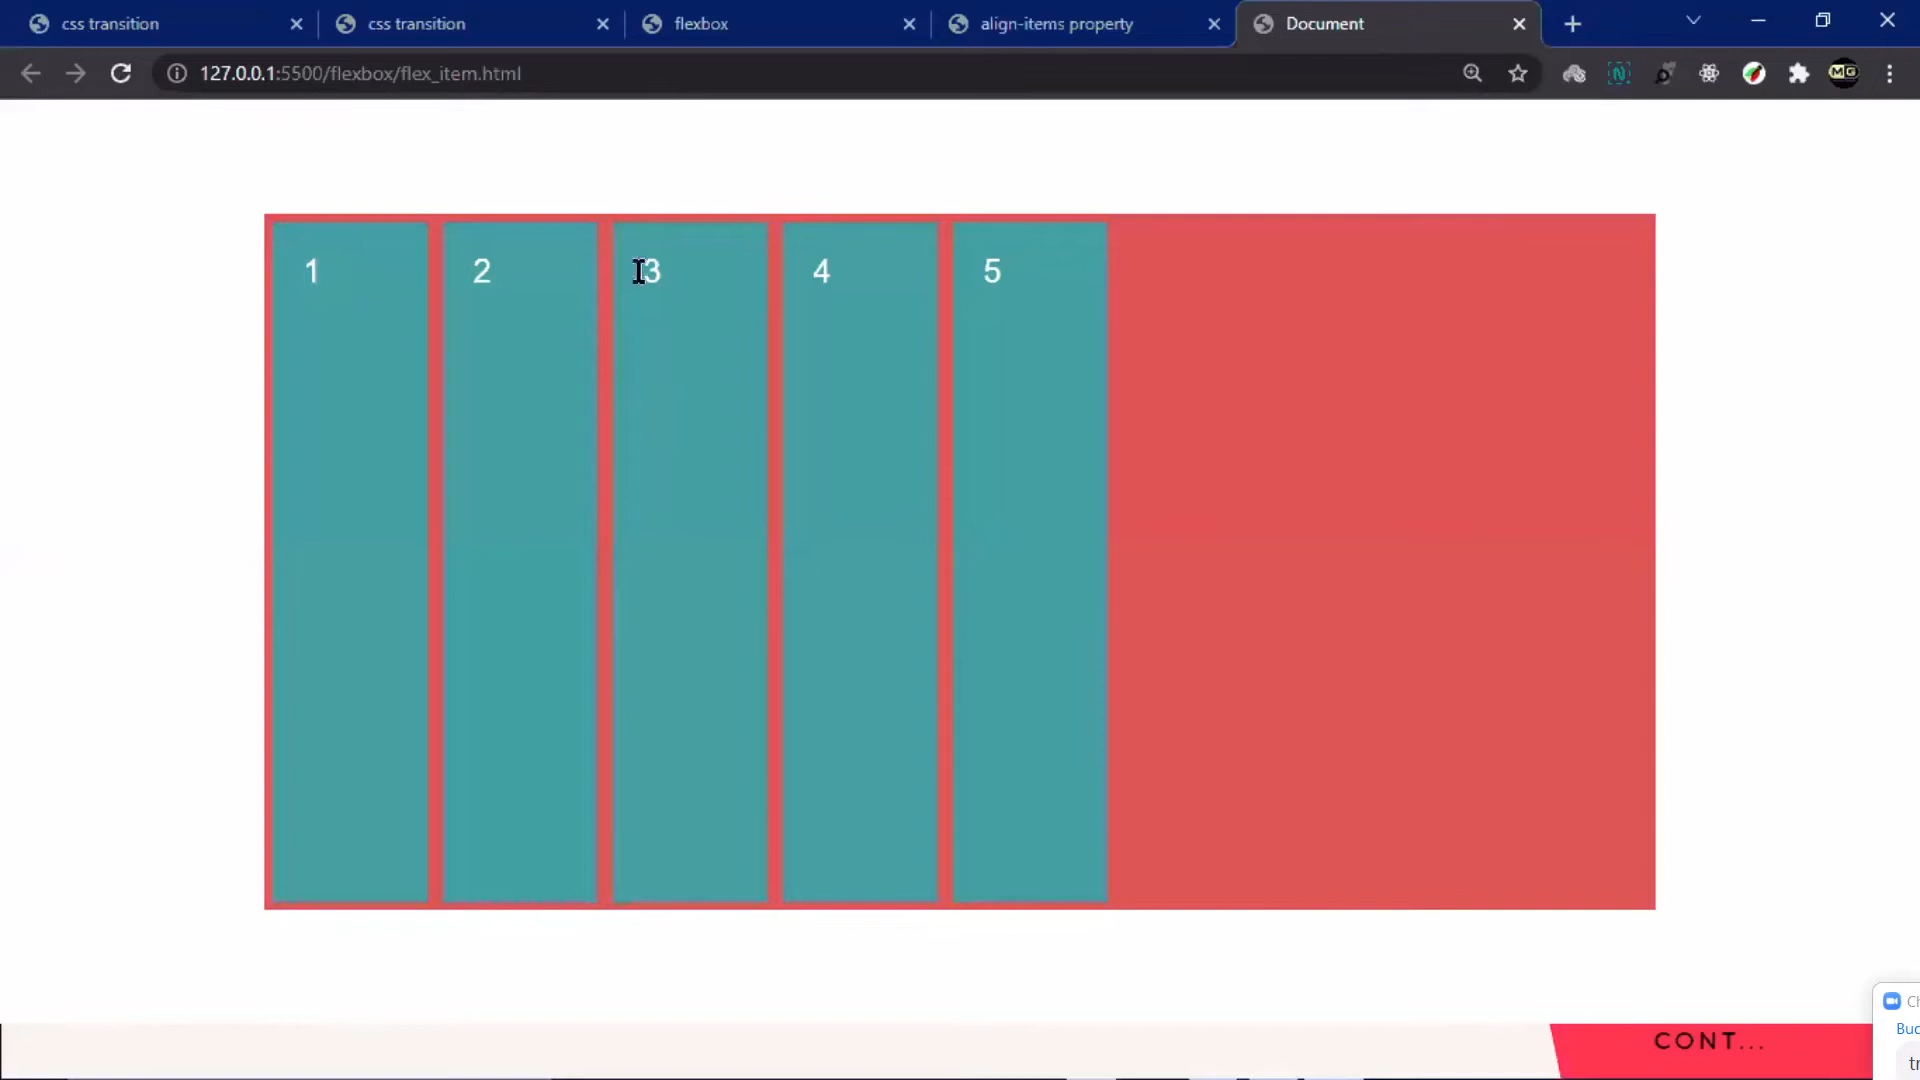 css transition
css transition
flexbox
align-items property
Document
127.0.0.1:5500/flexbox/flex_item.html
N
MG
1
2
3
4
5
CONT...